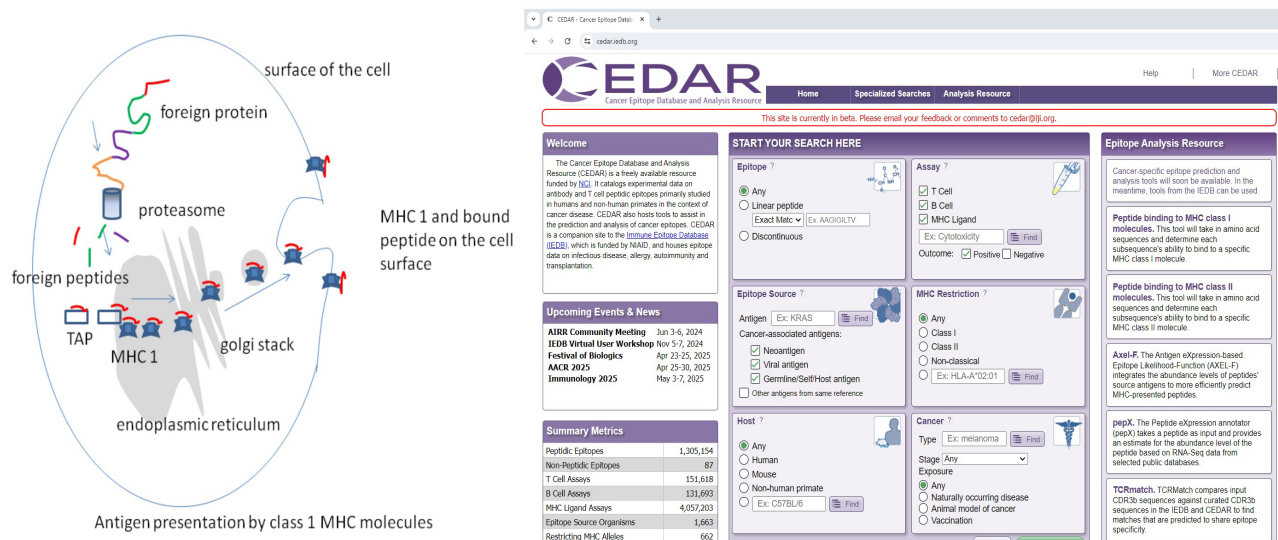 surface of the cell
foreign protein
proteasome
MHC 1 and bound
peptide on the cell
surface
foreign peptides
TAP
MHC 1
golgi stack
endoplasmic reticulum
Antigen presentation by class 1 MHC molecules
CEDAR - Cancer Epitope Datab
cedar.iedb.org
CEDAR
Cancer Epitope Database and Analysis Resource
Help
More CEDAR
Home
Specialized Searches
Analysis Resource
This site is currently in beta. Please email your feedback or comments to cedar@lji.org.
Welcome
The Cancer Epitope Database and Analysis
Resource (CEDAR) is a freely available resource
funded by NCI. It catalogs experimental data on
antibody and T cell peptidic epitopes primarily studied
in humans and non-human primates in the context of
cancer disease. CEDAR also hosts tools to assist in
the prediction and analysis of cancer epitopes. CEDAR
is a companion site to the Immune Epitope Database
(IEDB), which is funded by NIAID, and houses epitope
data on infectious disease, allergy, autoimmunity and
transplantation.
Upcoming Events & News
AIRR Community Meeting Jun 3-6, 2024
IEDB Virtual User Workshop Nov 5-7, 2024
Festival of Biologics Apr 23-25, 2025
AACR 2025 Apr 25-30, 2025
Immunology 2025 May 3-7, 2025
Summary Metrics
Peptidic Epitopes 1,305,154
Non-Peptidic Epitopes 87
T Cell Assays 151,618
B Cell Assays 131,693
MHC Ligand Assays 4,057,203
Epitope Source Organisms 1,663
Restricting MHC Alleles 662
START YOUR SEARCH HERE
Epitope ?
Any
Linear peptide
Exact Matc Ex: AAGIGILTV
Discontinuous
Assay ?
T Cell
B Cell
MHC Ligand
Ex: Cytotoxicity Find
Outcome: Positive Negative
Epitope Source ?
Antigen Ex: KRAS Find
Cancer-associated antigens:
Neoantigen
Viral antigen
Germline/Self/Host antigen
Other antigens from same reference
MHC Restriction ?
Any
Class I
Class II
Non-classical
Ex: HLA-A*02:01 Find
Host ?
Any
Human
Mouse
Non-human primate
Ex: C57BL/6 Find
Cancer ?
Type Ex: melanoma Find
Stage Any
Exposure
Any
Naturally occurring disease
Animal model of cancer
Vaccination
Epitope Analysis Resource
Cancer-specific epitope prediction and
analysis tools will soon be available. In the
meantime, tools from the IEDB can be used.
Peptide binding to MHC class I
molecules. This tool will take in amino acid
sequences and determine each
subsequence's ability to bind to a specific
MHC class I molecule.
Peptide binding to MHC class II
molecules. This tool will take in amino acid
sequences and determine each
subsequence's ability to bind to a specific
MHC class II molecule.
Axel-F. The Antigen eXpression-based
Epitope Likelihood-Function (AXEL-F)
integrates the abundance levels of peptides'
source antigens to more efficiently predict
MHC-presented peptides.
pepX. The Peptide eXpression annotator
(pepX) takes a peptide as input and provides
an estimate for the abundance level of the
peptide based on RNA-Seq data from
selected public databases.
TCRmatch. TCRMatch compares input
CDR3b sequences against curated CDR3b
sequences in the IEDB and CEDAR to find
matches that are predicted to share epitope
specificity.